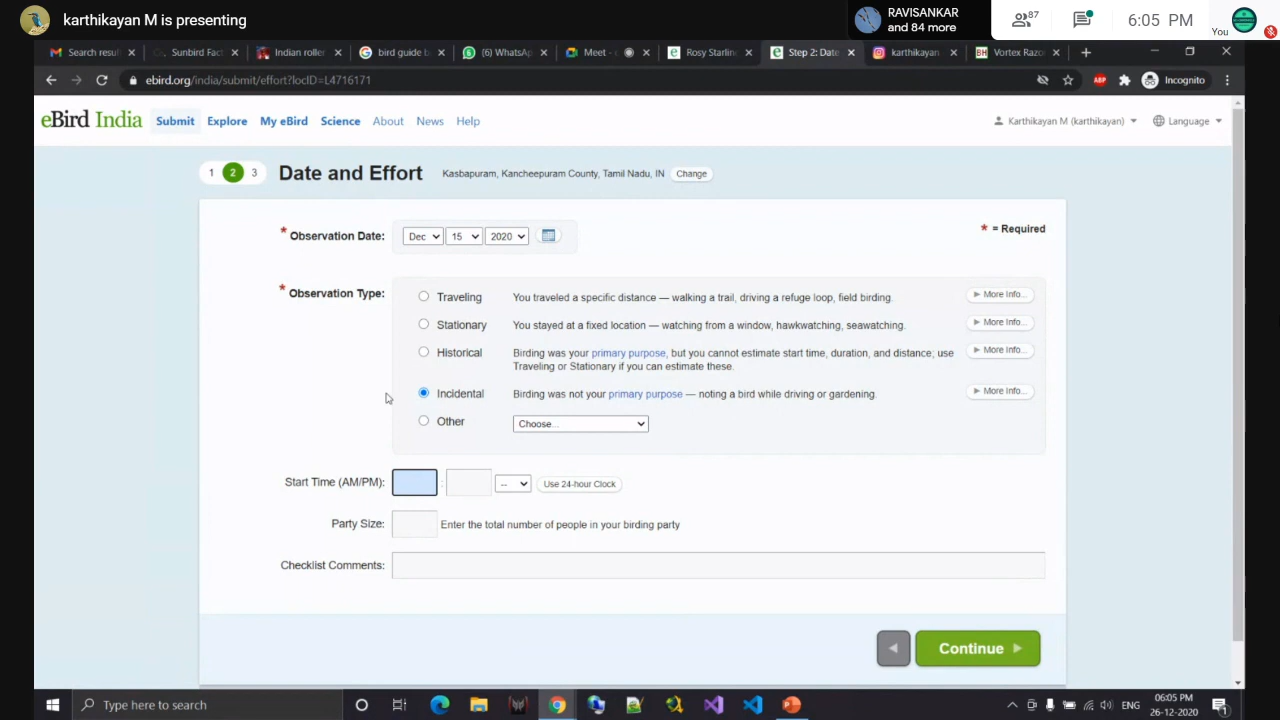 karthikayan M is presenting
RAVISANKAR
and 84 more
87
6:05 PM
You
Search resul
Sunbird Fact
Indian roller
bird guide b
(6) WhatsAp
Meet -
Rosy Starlin
Step 2: Date
karthikayan
Vortex Razo
ebird.org/india/submit/effort?locID=L4716171
ABP
Incognito
eBird India
Submit
Explore
My eBird
Science
About
News
Help
Karthikayan M (karthikayan)
Language
1 2 3
Date and Effort
Kasbapuram, Kancheepuram County, Tamil Nadu, IN
Change
* Observation Date:
Dec
15
2020
* = Required
* Observation Type:
Traveling
You traveled a specific distance — walking a trail, driving a refuge loop, field birding.
More Info...
Stationary
You stayed at a fixed location — watching from a window, hawkwatching, seawatching.
More Info...
Historical
Birding was your primary purpose, but you cannot estimate start time, duration, and distance; use
Traveling or Stationary if you can estimate these.
More Info...
Incidental
Birding was not your primary purpose — noting a bird while driving or gardening.
More Info...
Other
Choose...
Start Time (AM/PM):
:
--
Use 24-hour Clock
Party Size:
Enter the total number of people in your birding party
Checklist Comments:
Continue
Type here to search
ENG
06:05 PM
26-12-2020